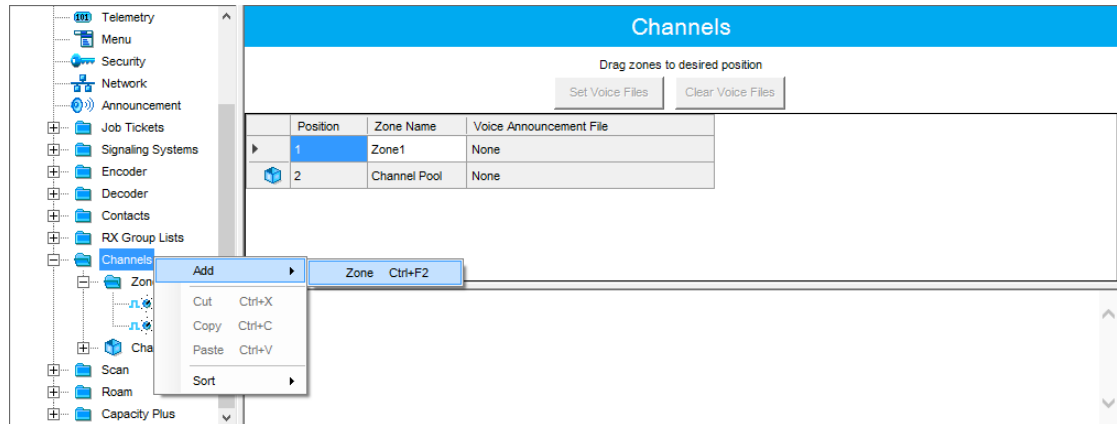 Telemetry
Menu
Security
Network
Announcement
Job Tickets
Signaling Systems
Encoder
Decoder
Contacts
RX Group Lists
Channels
Zon
Cha
Scan
Roam
Capacity Plus
Add
Cut Ctrl+X
Copy Ctrl+C
Paste Ctrl+V
Sort
Zone Ctrl+F2
Channels
Drag zones to desired position
Set Voice Files Clear Voice Files
Position Zone Name Voice Announcement File
1 Zone1 None
2 Channel Pool None